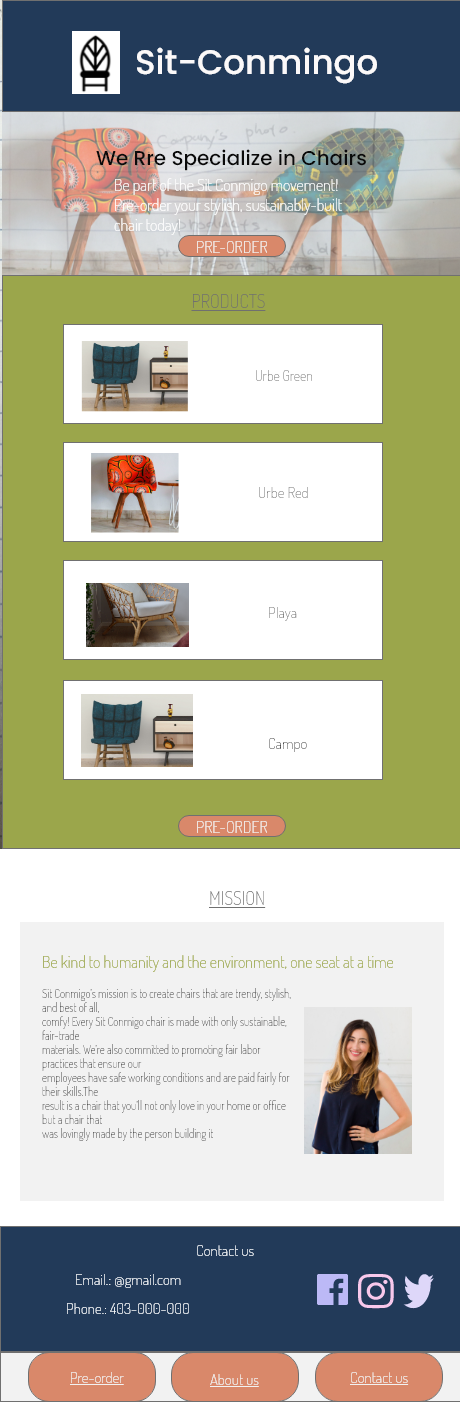 Sit-Conmingo
Company's photo.
We Rre Specialize in Chairs
Be part of the Sit Conmigo movement!
Pre-order your stylish, sustainably-built
chair today!
PRE-ORDER
PRODUCTS
Urbe Green
Urbe Red
Playa
Campo
PRE-ORDER
MISSION
Be kind to humanity and the environment, one seat at a time
Sit Conmigo's mission is to create chairs that are trendy, stylish,
and best of all,
comfy! Every Sit Conmigo chair is made with only sustainable,
fair-trade
materials. We're also committed to promoting fair labor
practices that ensure our
employees have safe working conditions and are paid fairly for
their skills.The
result is a chair that you'll not only love in your home or office
but a chair that
was lovingly made by the person building it
Contact us
Email.: @gmail.com
Phone.: 403-000-000
Pre-order
About us
Contact us